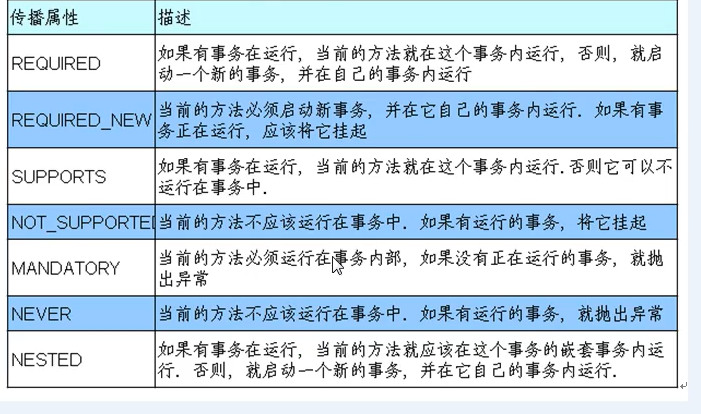 传播属性 描述
REQUIRED 如果有事务在运行, 当前的方法就在这个事务内运行, 否则, 就启
动一个新的事务, 并在自己的事务内运行
REQUIRED_NEW 当前的方法必须启动新事务, 并在它自己的事务内运行. 如果有事
务正在运行, 应该将它挂起
SUPPORTS 如果有事务在运行, 当前的方法就在这个事务内运行.否则它可以不
运行在事务中.
NOT_SUPPORTED 当前的方法不应该运行在事务中. 如果有运行的事务, 将它挂起
MANDATORY 当前的方法必须运行在事务内部, 如果没有正在运行的事务, 就抛
出异常
NEVER 当前的方法不应该运行在事务中. 如果有运行的事务, 就抛出异常
NESTED 如果有事务在运行, 当前的方法就应该在这个事务的嵌套事务内运
行. 否则, 就启动一个新的事务, 并在它自己的事务内运行.